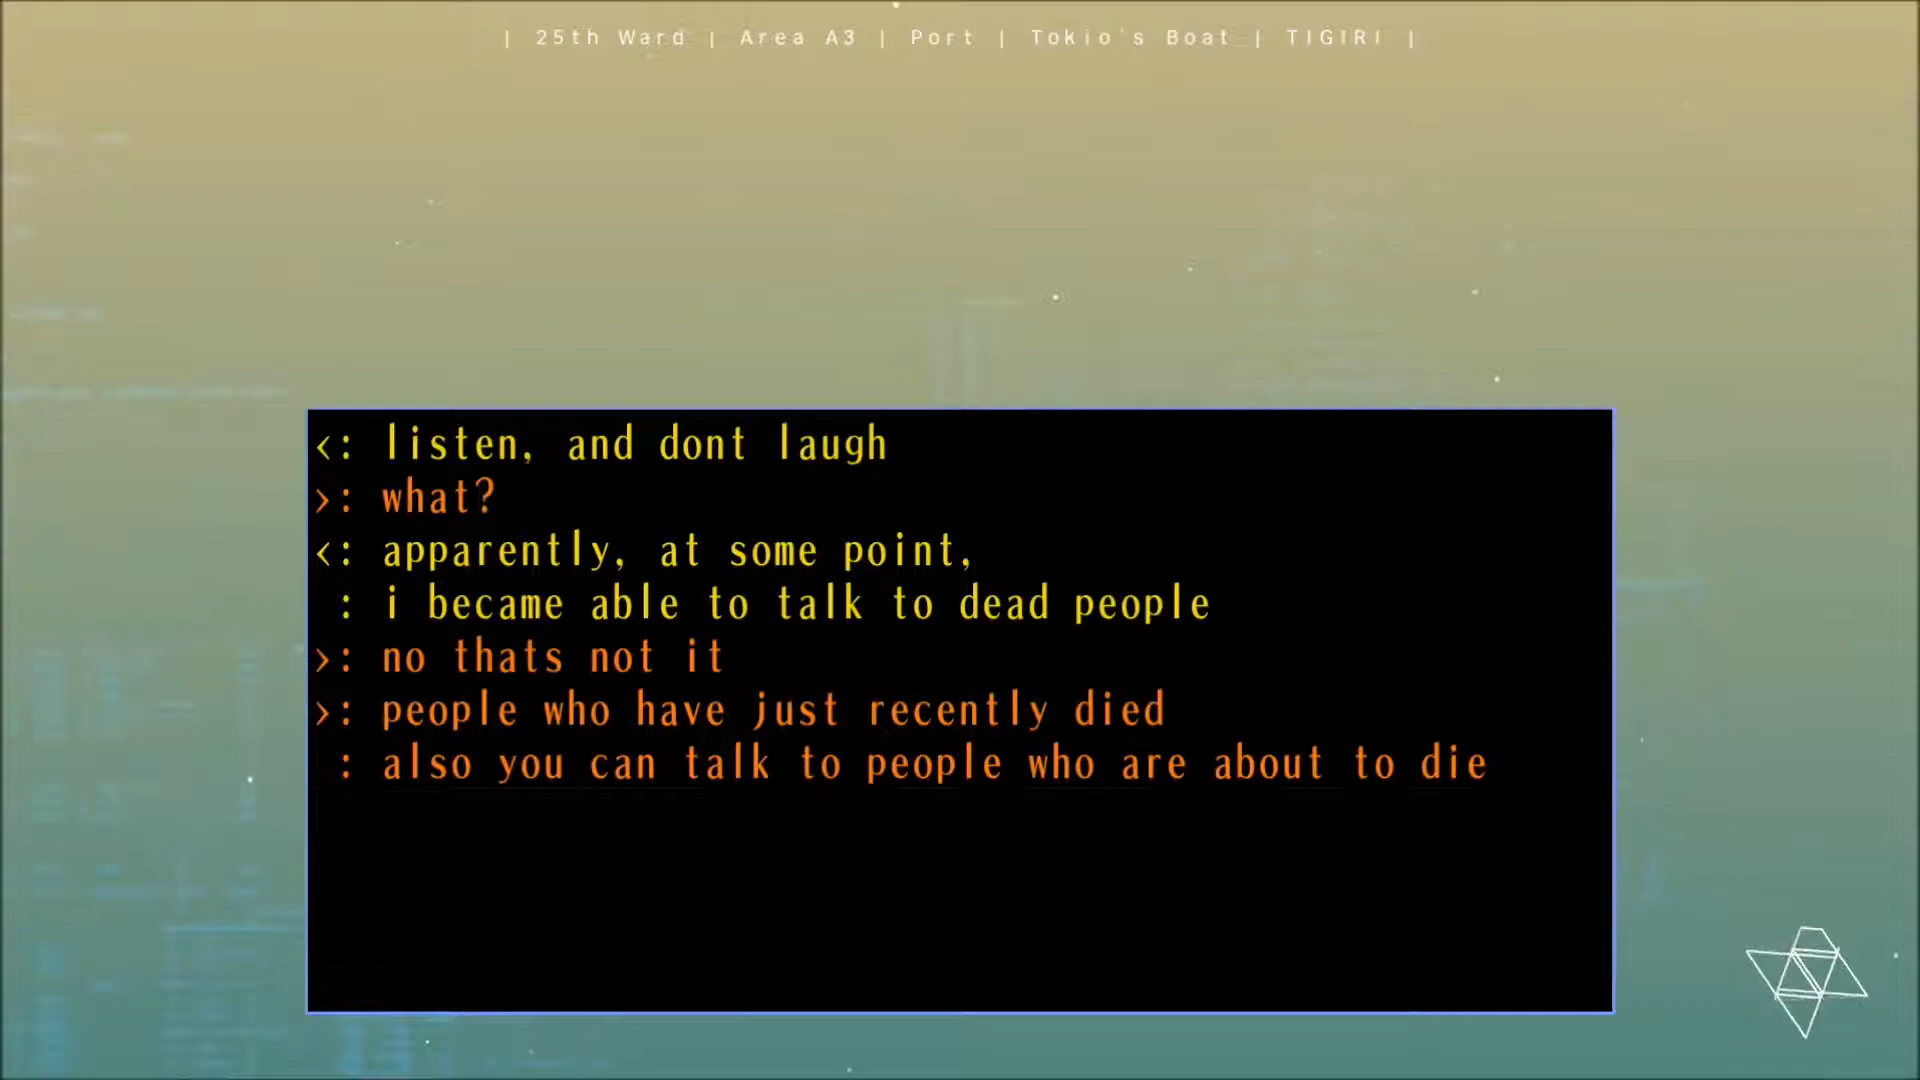 | 25th Ward | Area A3 | Port | Tokio's Boat | TIGIRI |
<: listen, and dont laugh
>: what?
<: apparently, at some point,
: i became able to talk to dead people
>: no thats not it
>: people who have just recently died
: also you can talk to people who are about to die